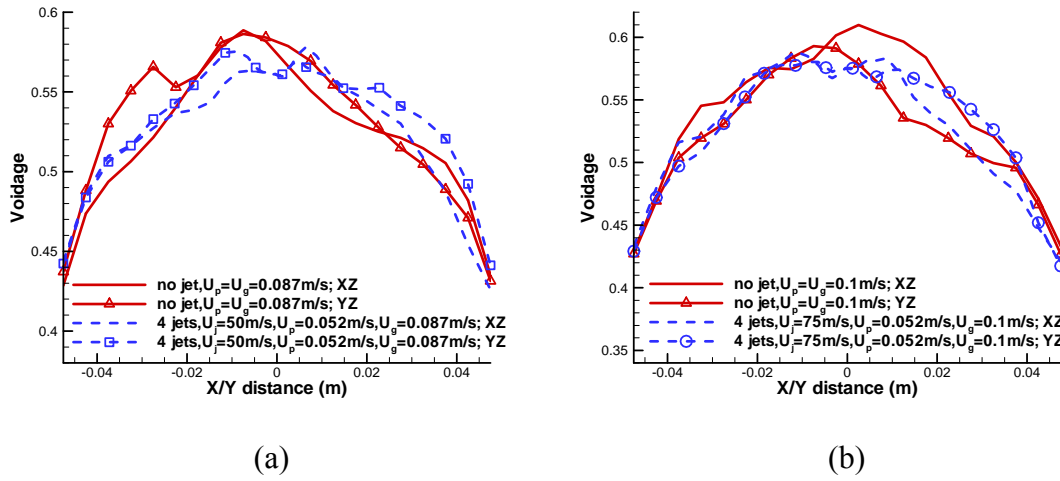 0.6
0.55
0.5
0.45
0.4
Voidage
no jet,Up=Ug=0.087m/s; XZ
no jet,Up=Ug=0.087m/s; YZ
4 jets,Uj=50m/s,Up=0.052m/s,Ug=0.087m/s; XZ
4 jets,Uj=50m/s,Up=0.052m/s,Ug=0.087m/s; YZ
-0.04 -0.02 0 0.02 0.04
X/Y distance (m)
(a)
0.6
0.55
0.5
0.45
0.4
0.35
Voidage
no jet,Up=Ug=0.1m/s; XZ
no jet,Up=Ug=0.1m/s; YZ
4 jets,Uj=75m/s,Up=0.052m/s,Ug=0.1m/s; XZ
4 jets,Uj=75m/s,Up=0.052m/s,Ug=0.1m/s; YZ
-0.04 -0.02 0 0.02 0.04
X/Y distance (m)
(b)